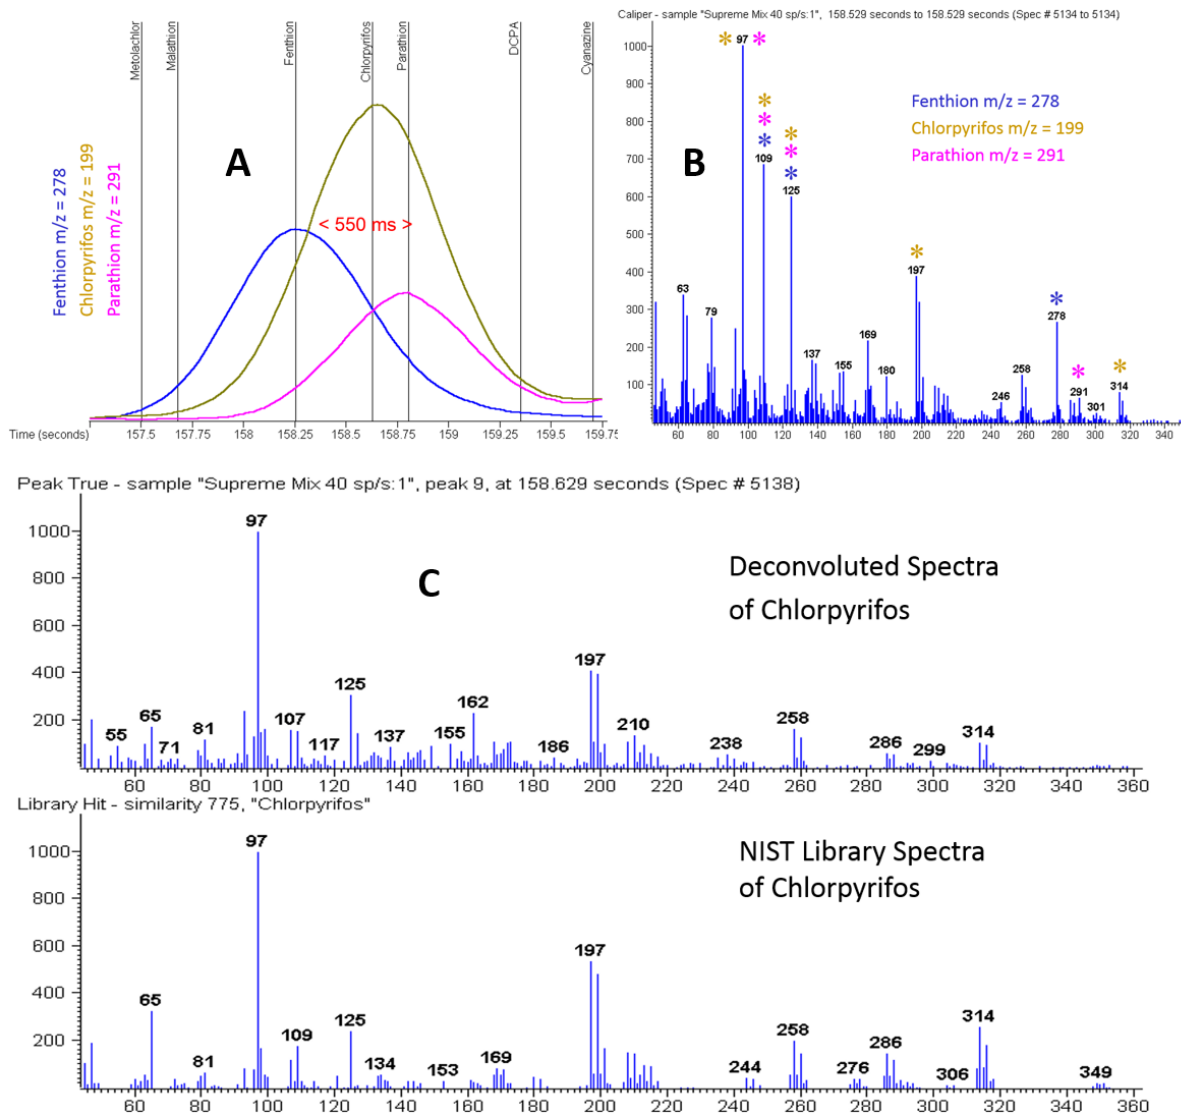 Metolachlor
Malathion
Fenthion
Chlorpyrifos
Parathion
DCPA
Cyanazine
A
Fenthion m/z = 278
Chlorpyrifos m/z = 199
Parathion m/z = 291
< 550 ms >
Time (seconds) 157.5 157.75 158 158.25 158.5 158.75 159 159.25 159.5 159.75
Caliper - sample "Supreme Mix 40 sp/s:1", 158.529 seconds to 158.529 seconds (Spec # 5134 to 5134)
1000
900
800
700
600
500
400
300
200
100
* 97 *
Fenthion m/z = 278
Chlorpyrifos m/z = 199
Parathion m/z = 291
B
*
*
*
109
*
*
*
125
*
197
63
79
137
155
169
180
246
258
*
278
*
291
301
*
314
60 80 100 120 140 160 180 200 220 240 260 280 300 320 340
Peak True - sample "Supreme Mix 40 sp/s:1", peak 9, at 158.629 seconds (Spec # 5138)
1000
800
600
400
200
C
Deconvoluted Spectra
of Chlorpyrifos
55 65 71 81 97 107 117 125 137 155 162 186 197 210 238 258 286 299 314
60 80 100 120 140 160 180 200 220 240 260 280 300 320 340 360
Library Hit - similarity 775, "Chlorpyrifos"
1000
800
600
400
200
NIST Library Spectra
of Chlorpyrifos
65 81 97 109 125 134 153 169 197 244 258 276 286 306 314 349
60 80 100 120 140 160 180 200 220 240 260 280 300 320 340 360